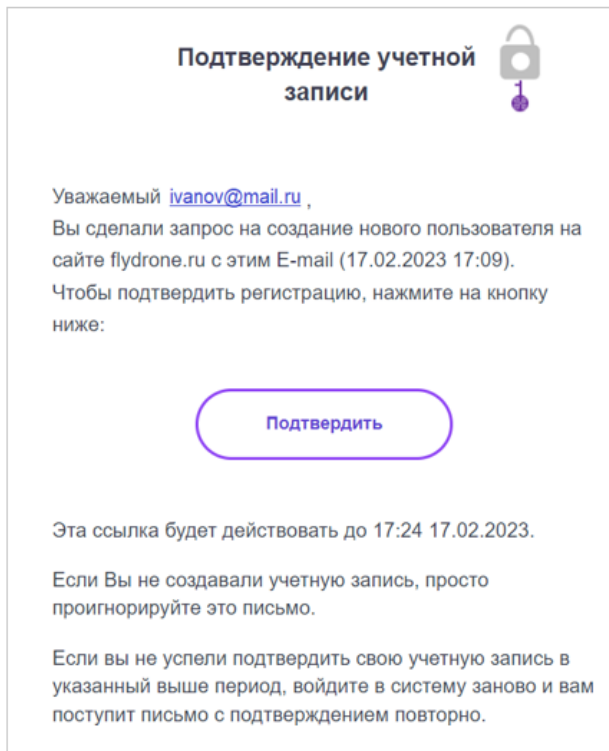 Подтверждение учетной
записи
Уважаемый ivanov@mail.ru ,
Вы сделали запрос на создание нового пользователя на
сайте flydrone.ru с этим E-mail (17.02.2023 17:09).
Чтобы подтвердить регистрацию, нажмите на кнопку
ниже:
Подтвердить
Эта ссылка будет действовать до 17:24 17.02.2023.
Если Вы не создавали учетную запись, просто
проигнорируйте это письмо.
Если вы не успели подтвердить свою учетную запись в
указанный выше период, войдите в систему заново и вам
поступит письмо с подтверждением повторно.